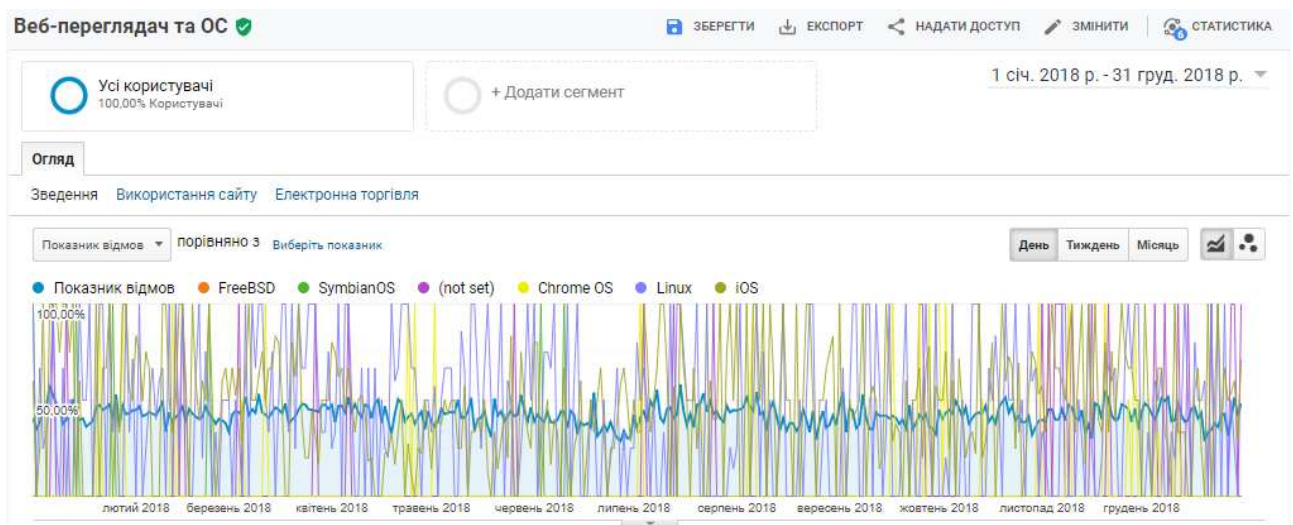 Веб-переглядач та ОС
ЗБЕРЕГТИ ЕКСПОРТ НАДАТИ ДОСТУП ЗМІНИТИ 6 СТАТИСТИКА
Усі користувачі
100,00% Користувачі
+ Додати сегмент
1 січ. 2018 р. - 31 груд. 2018 р.
Огляд
Зведення Використання сайту Електронна торгівля
Показник відмов порівняно з Виберіть показник
День Тиждень Місяць
Показник відмов FreeBSD SymbianOS (not set) Chrome OS Linux iOS
100,00%
50,00%
лютий 2018 березень 2018 квітень 2018 травень 2018 червень 2018 липень 2018 серпень 2018 вересень 2018 жовтень 2018 листопад 2018 грудень 2018